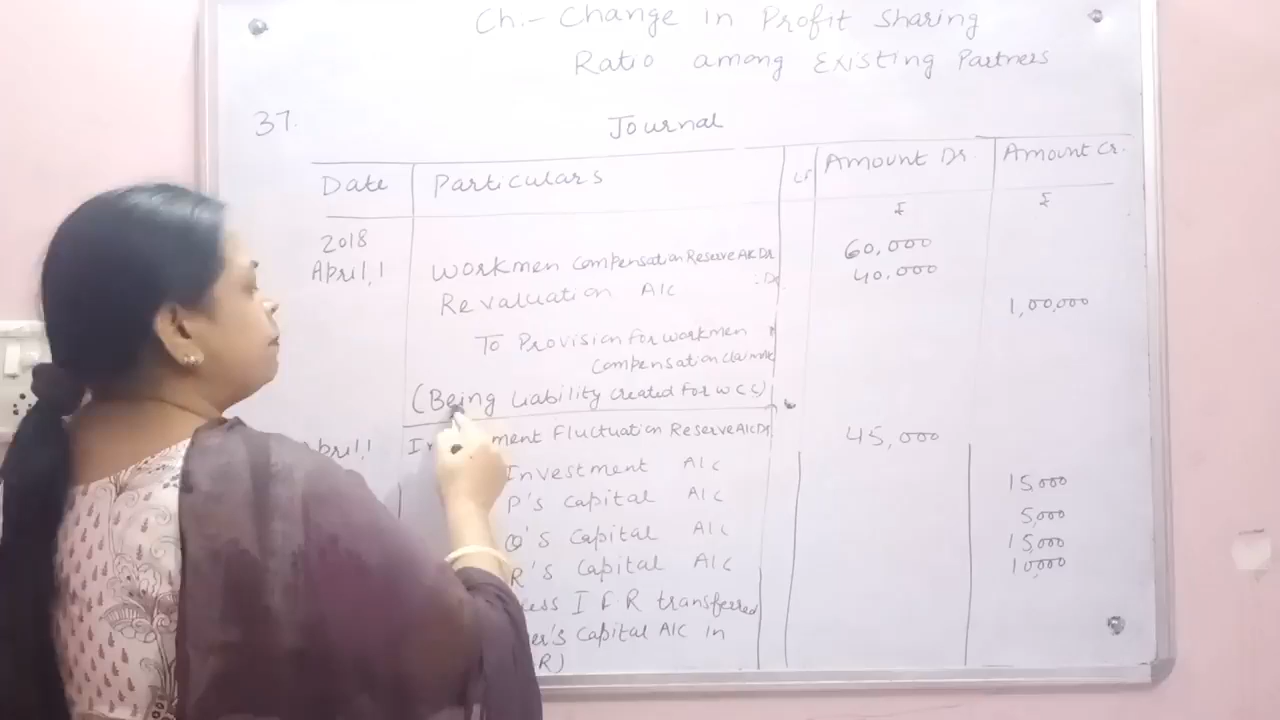 Ch:- Change in Profit Sharing
Ratio among Existing Partners
37.
Journal
Date Particulars LF Amount Dr. Amount Cr.
₹ ₹
2018
April,1 Workmen Compensation Reserve A/C Dr 60,000
Revaluation A/C Dr 40,000
1,00,000
To Provision for workmen
compensation claim
(Being Liability created for WCC)
April,1 Fluctuation Reserve A/C Dr 45,000
Investment A/C 15,000
P's Capital A/C 5,000
Q's Capital A/C 15,000
R's Capital A/C 10,000
I F R transferred
Capital A/C in